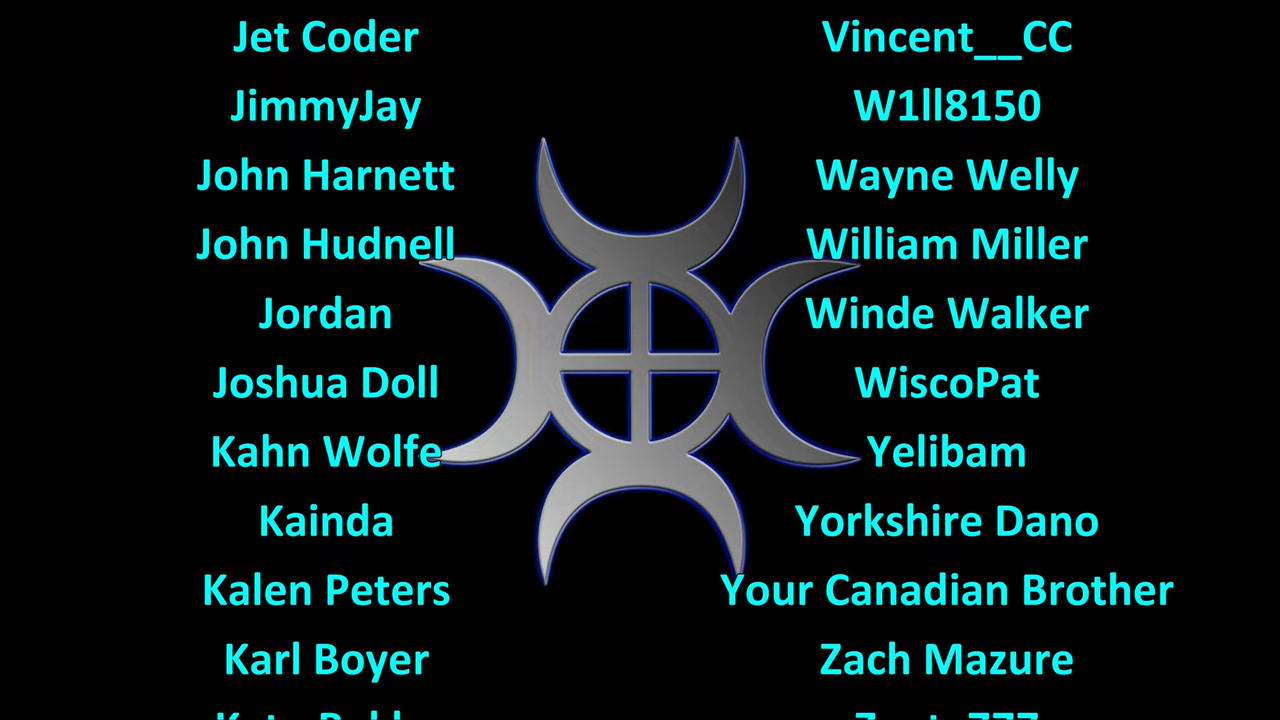 Jet Coder
JimmyJay
John Harnett
John Hudnell
Jordan
Joshua Doll
Kahn Wolfe
Kainda
Kalen Peters
Karl Boyer
Vincent__CC
W1ll8150
Wayne Welly
William Miller
Winde Walker
WiscoPat
Yelibam
Yorkshire Dano
Your Canadian Brother
Zach Mazure